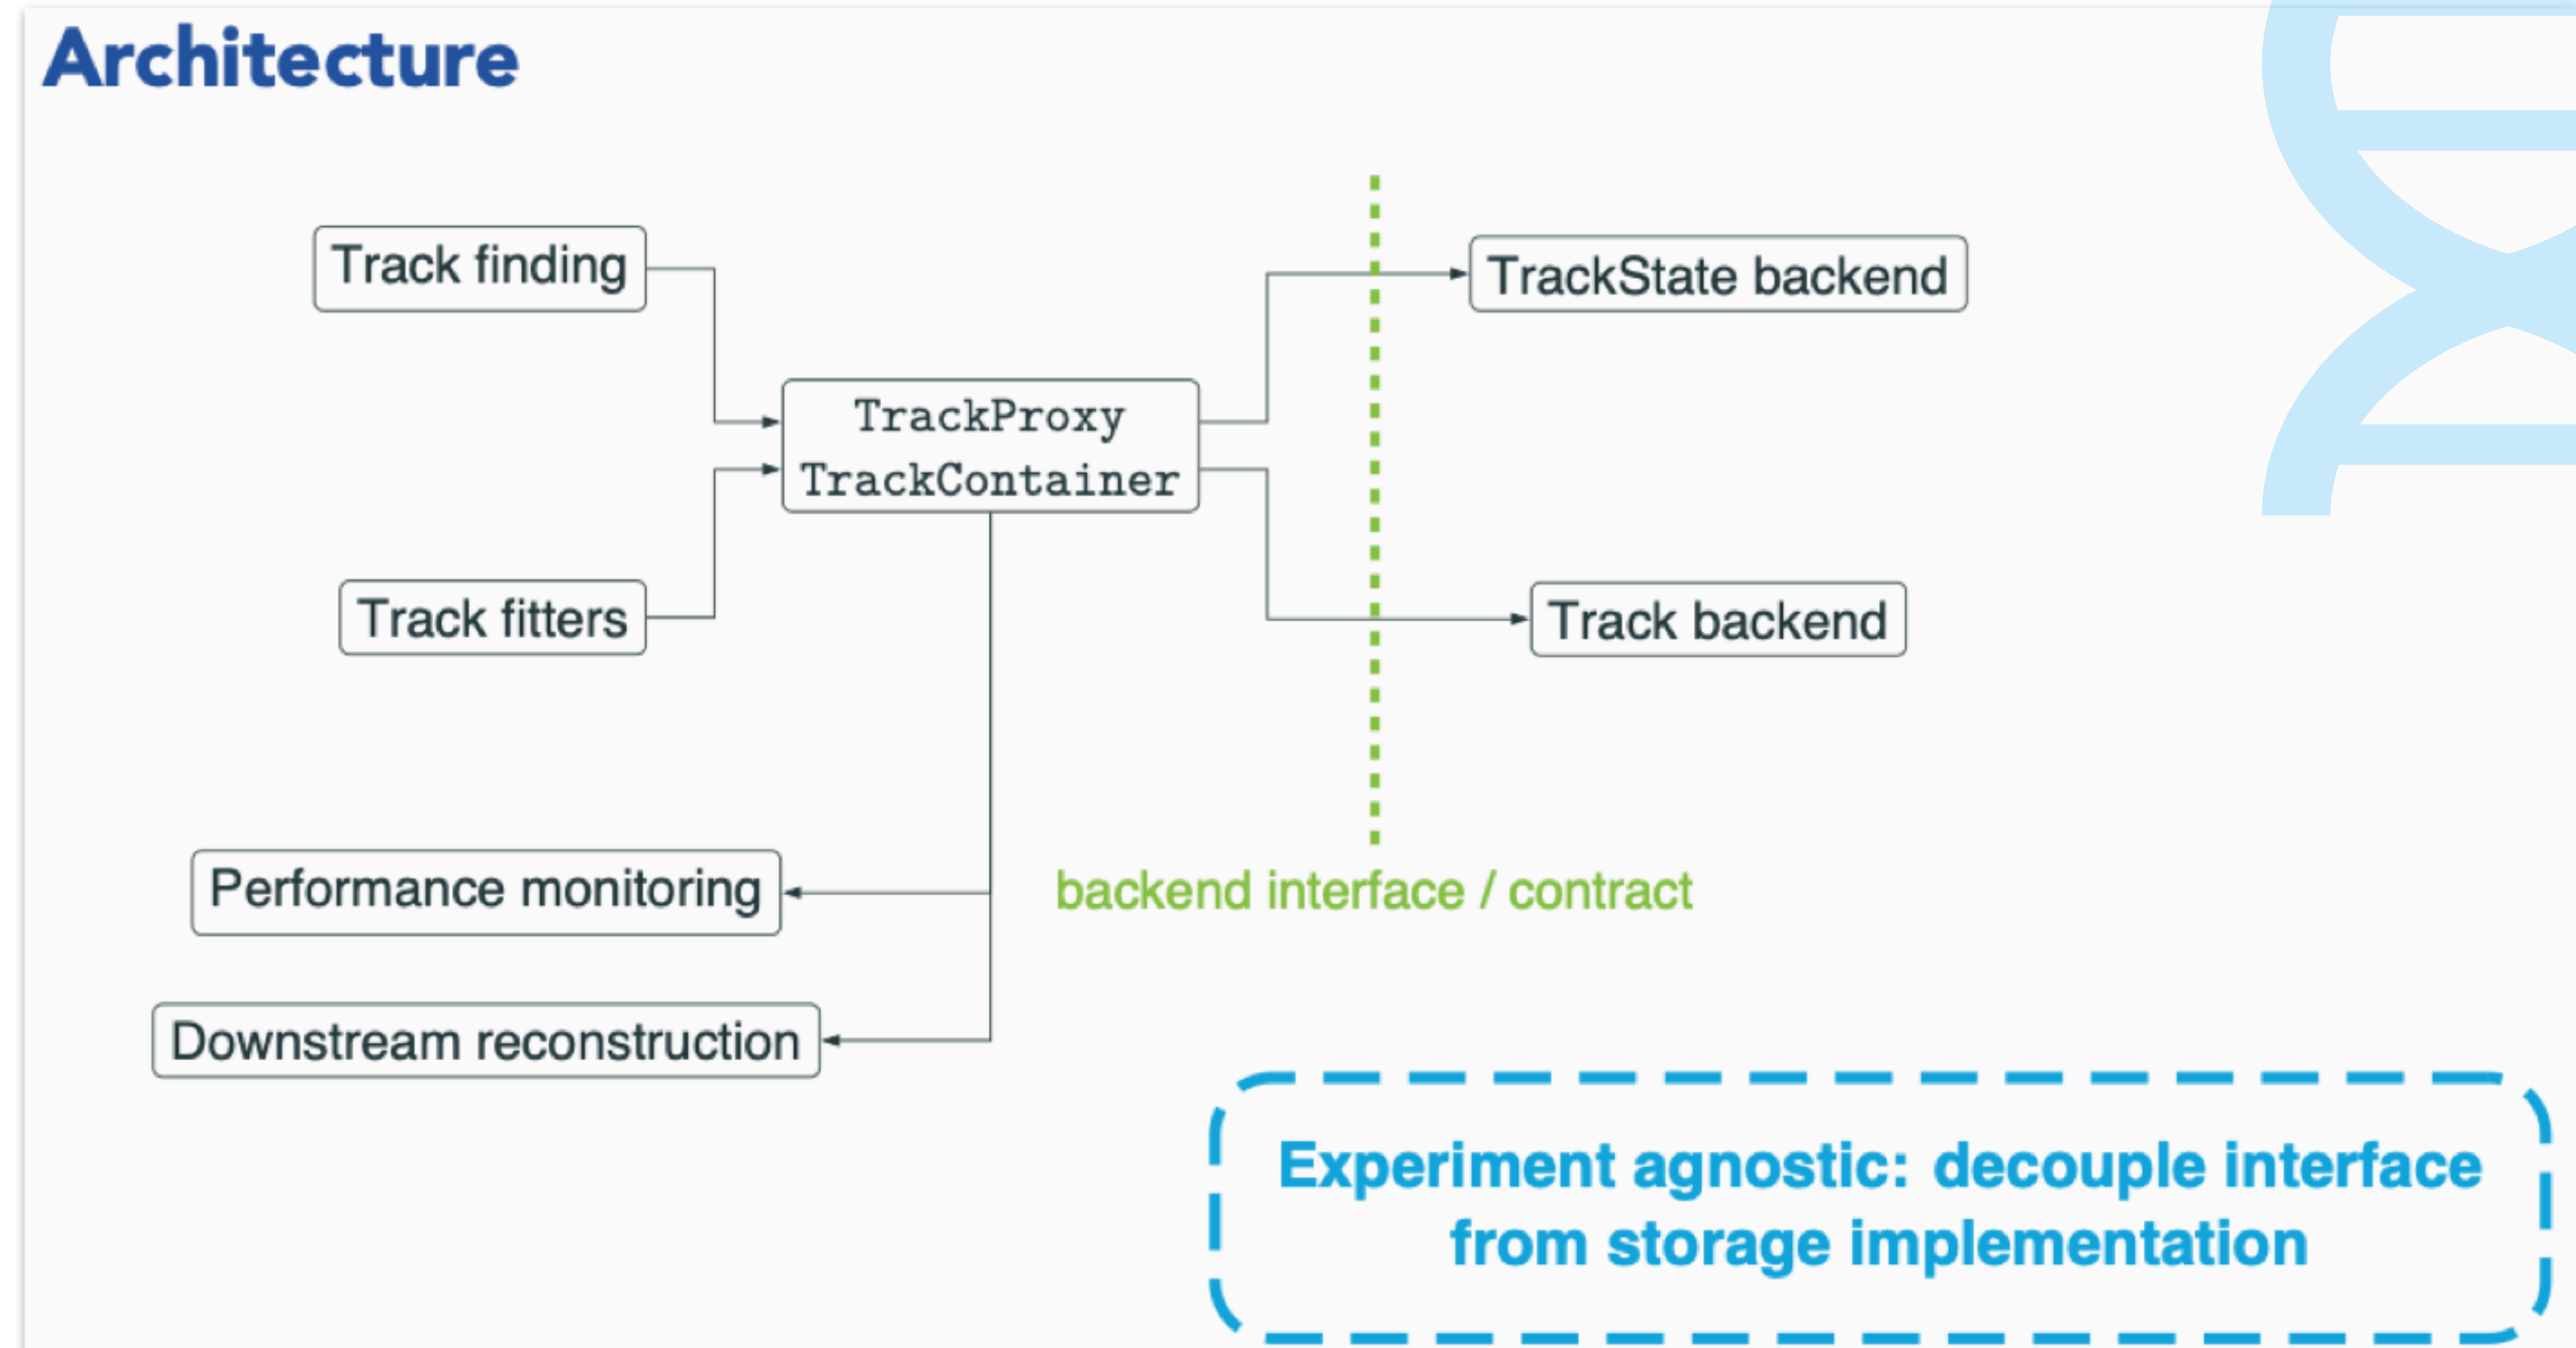 Architecture
Track finding
TrackState backend
TrackProxy
TrackContainer
Track fitters
Track backend
Performance monitoring
backend interface / contract
Downstream reconstruction
Experiment agnostic: decouple interface
from storage implementation